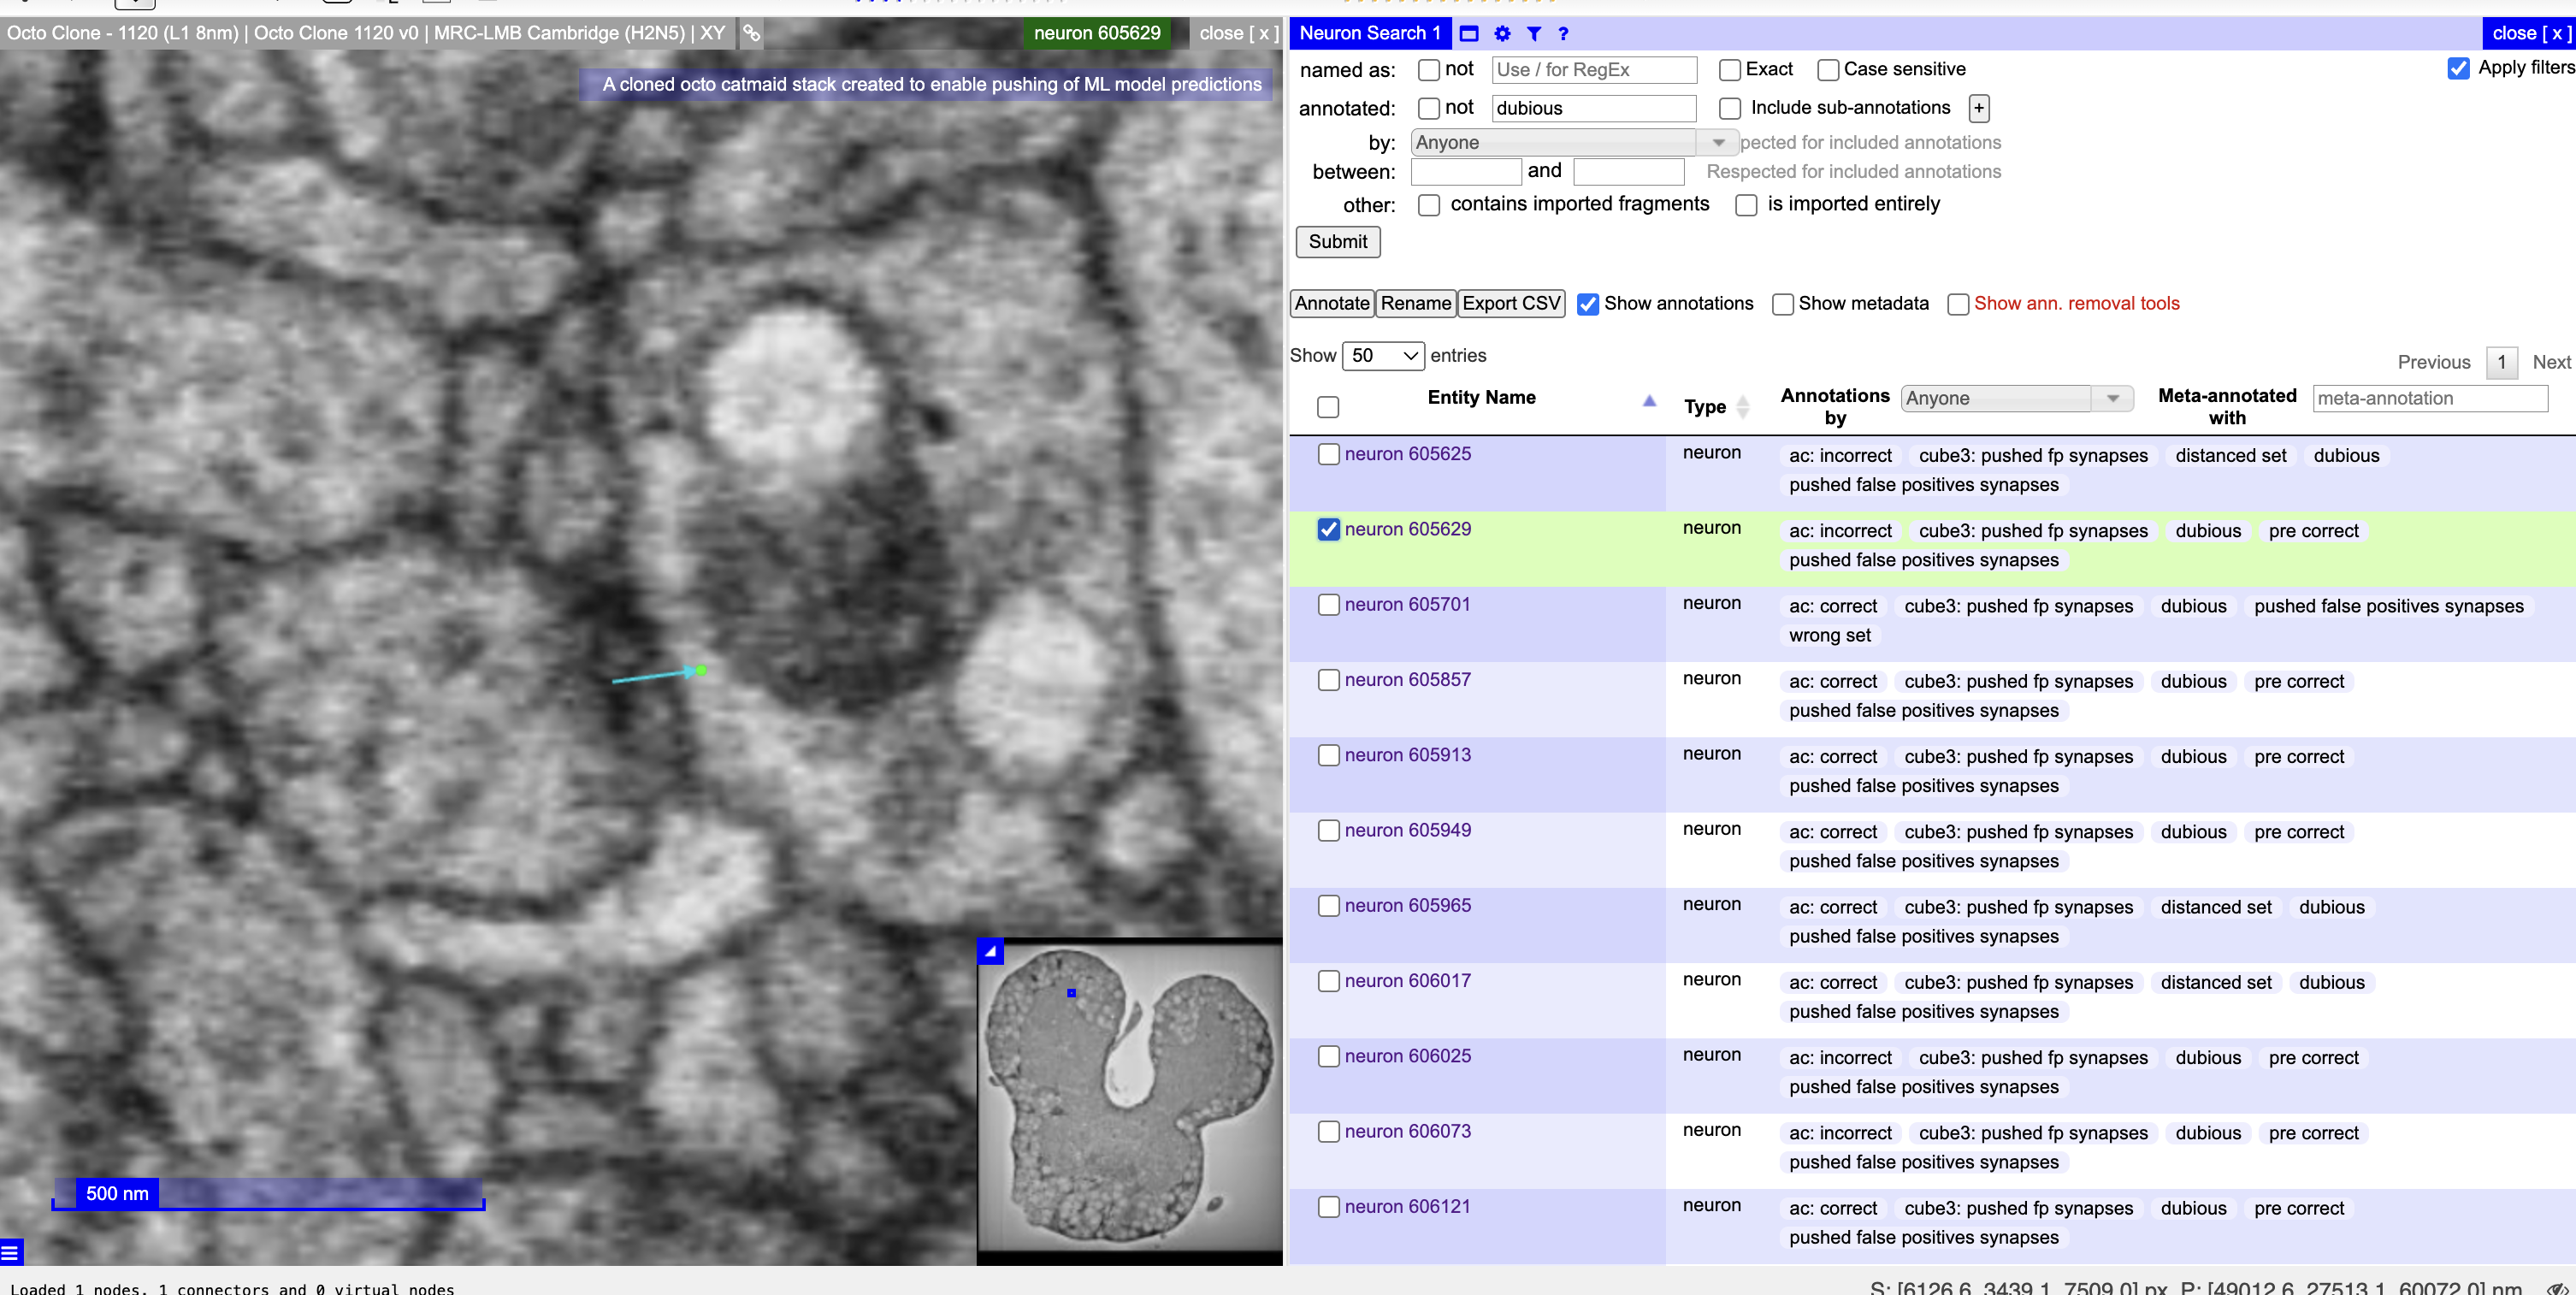 Octo Clone - 1120 (L1 8nm) | Octo Clone 1120 v0 | MRC-LMB Cambridge (H2N5) | XY
neuron 605629
close [ x ]
A cloned octo catmaid stack created to enable pushing of ML model predictions
500 nm
Loaded 1 nodes, 1 connectors and 0 virtual nodes
Neuron Search 1 ?
close [ x ]
named as: not Use / for RegEx Exact Case sensitive
Apply filters
annotated: not dubious Include sub-annotations +
by: Anyone pected for included annotations
between: and Respected for included annotations
other: contains imported fragments is imported entirely
Submit
Annotate Rename Export CSV Show annotations Show metadata Show ann. removal tools
Show 50 entries
Previous 1 Next
Entity Name Type Annotations by Anyone Meta-annotated with meta-annotation
neuron 605625 neuron ac: incorrect cube3: pushed fp synapses distanced set dubious
pushed false positives synapses
neuron 605629 neuron ac: incorrect cube3: pushed fp synapses dubious pre correct
pushed false positives synapses
neuron 605701 neuron ac: correct cube3: pushed fp synapses dubious pushed false positives synapses
wrong set
neuron 605857 neuron ac: correct cube3: pushed fp synapses dubious pre correct
pushed false positives synapses
neuron 605913 neuron ac: correct cube3: pushed fp synapses dubious pre correct
pushed false positives synapses
neuron 605949 neuron ac: correct cube3: pushed fp synapses dubious pre correct
pushed false positives synapses
neuron 605965 neuron ac: correct cube3: pushed fp synapses distanced set dubious
pushed false positives synapses
neuron 606017 neuron ac: correct cube3: pushed fp synapses distanced set dubious
pushed false positives synapses
neuron 606025 neuron ac: incorrect cube3: pushed fp synapses dubious pre correct
pushed false positives synapses
neuron 606073 neuron ac: incorrect cube3: pushed fp synapses dubious pre correct
pushed false positives synapses
neuron 606121 neuron ac: correct cube3: pushed fp synapses dubious pre correct
pushed false positives synapses
S: [6126.6, 3439.1, 7509.0] px, P: [49012.6, 27513.1, 60072.0] nm